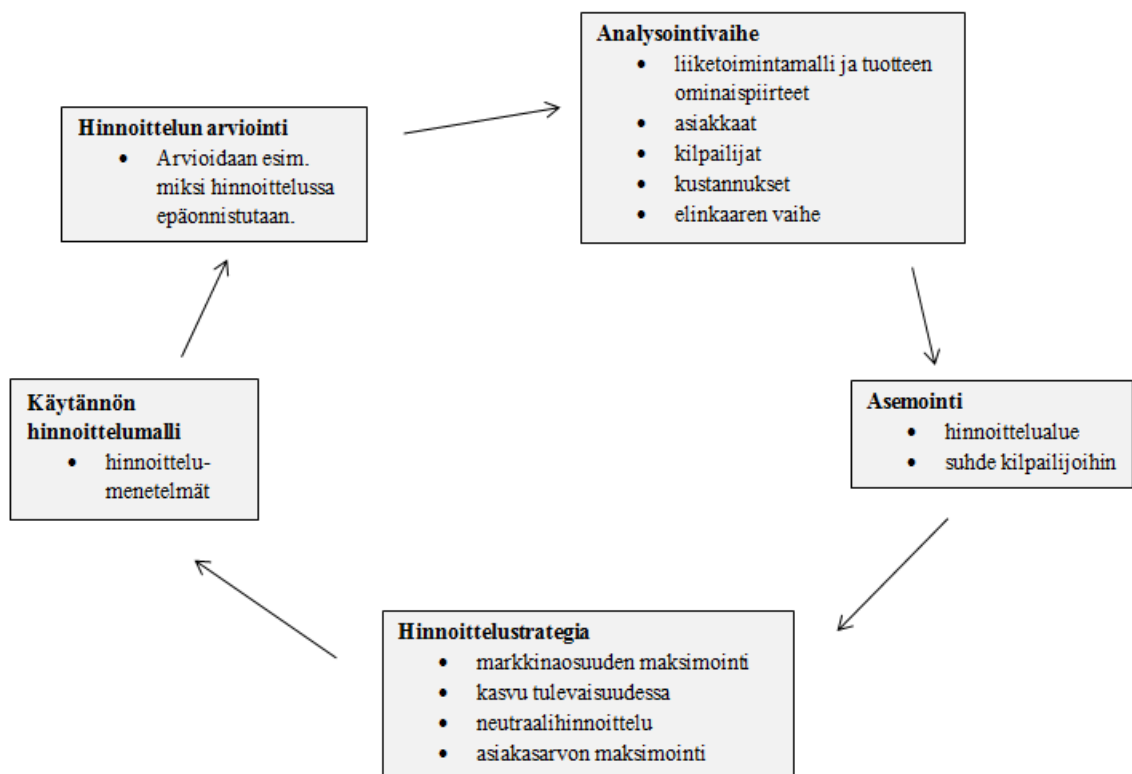 Analysointivaihe
• liiketoimintamalli ja tuotteen
ominaispiirteet
• asiakkaat
• kilpailijat
• kustannukset
• elinkaaren vaihe
Asemointi
• hinnoittelualue
• suhde kilpailijoihin
Hinnoittelustrategia
• markkinaosuuden maksimointi
• kasvu tulevaisuudessa
• neutraalihinnoittelu
• asiakasarvon maksimointi
Käytännön
hinnoittelumalli
• hinnoittelu-
menetelmät
Hinnoittelun arviointi
• Arvioidaan esim.
miksi hinnoittelussa
epäonnistutaan.